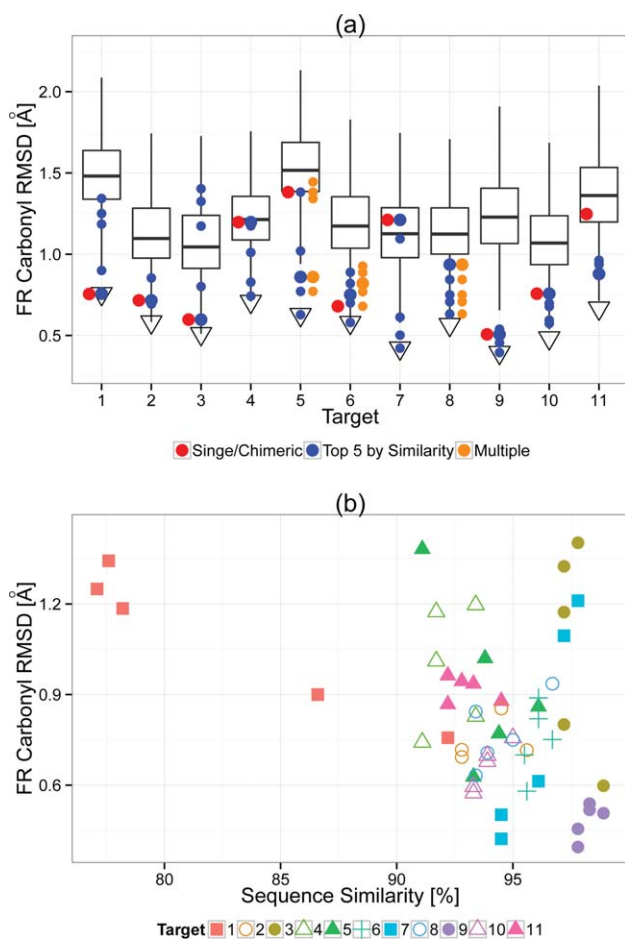 (a)
FR Carbonyl RMSD [Å]
2.0
1.5
1.0
0.5
1 2 3 4 5 6 7 8 9 10 11
Target
Singe/Chimeric Top 5 by Similarity Multiple
(b)
FR Carbonyl RMSD [Å]
1.2
0.9
0.6
80 85 90 95
Sequence Similarity [%]
Target 1 2 3 4 5 6 7 8 9 10 11